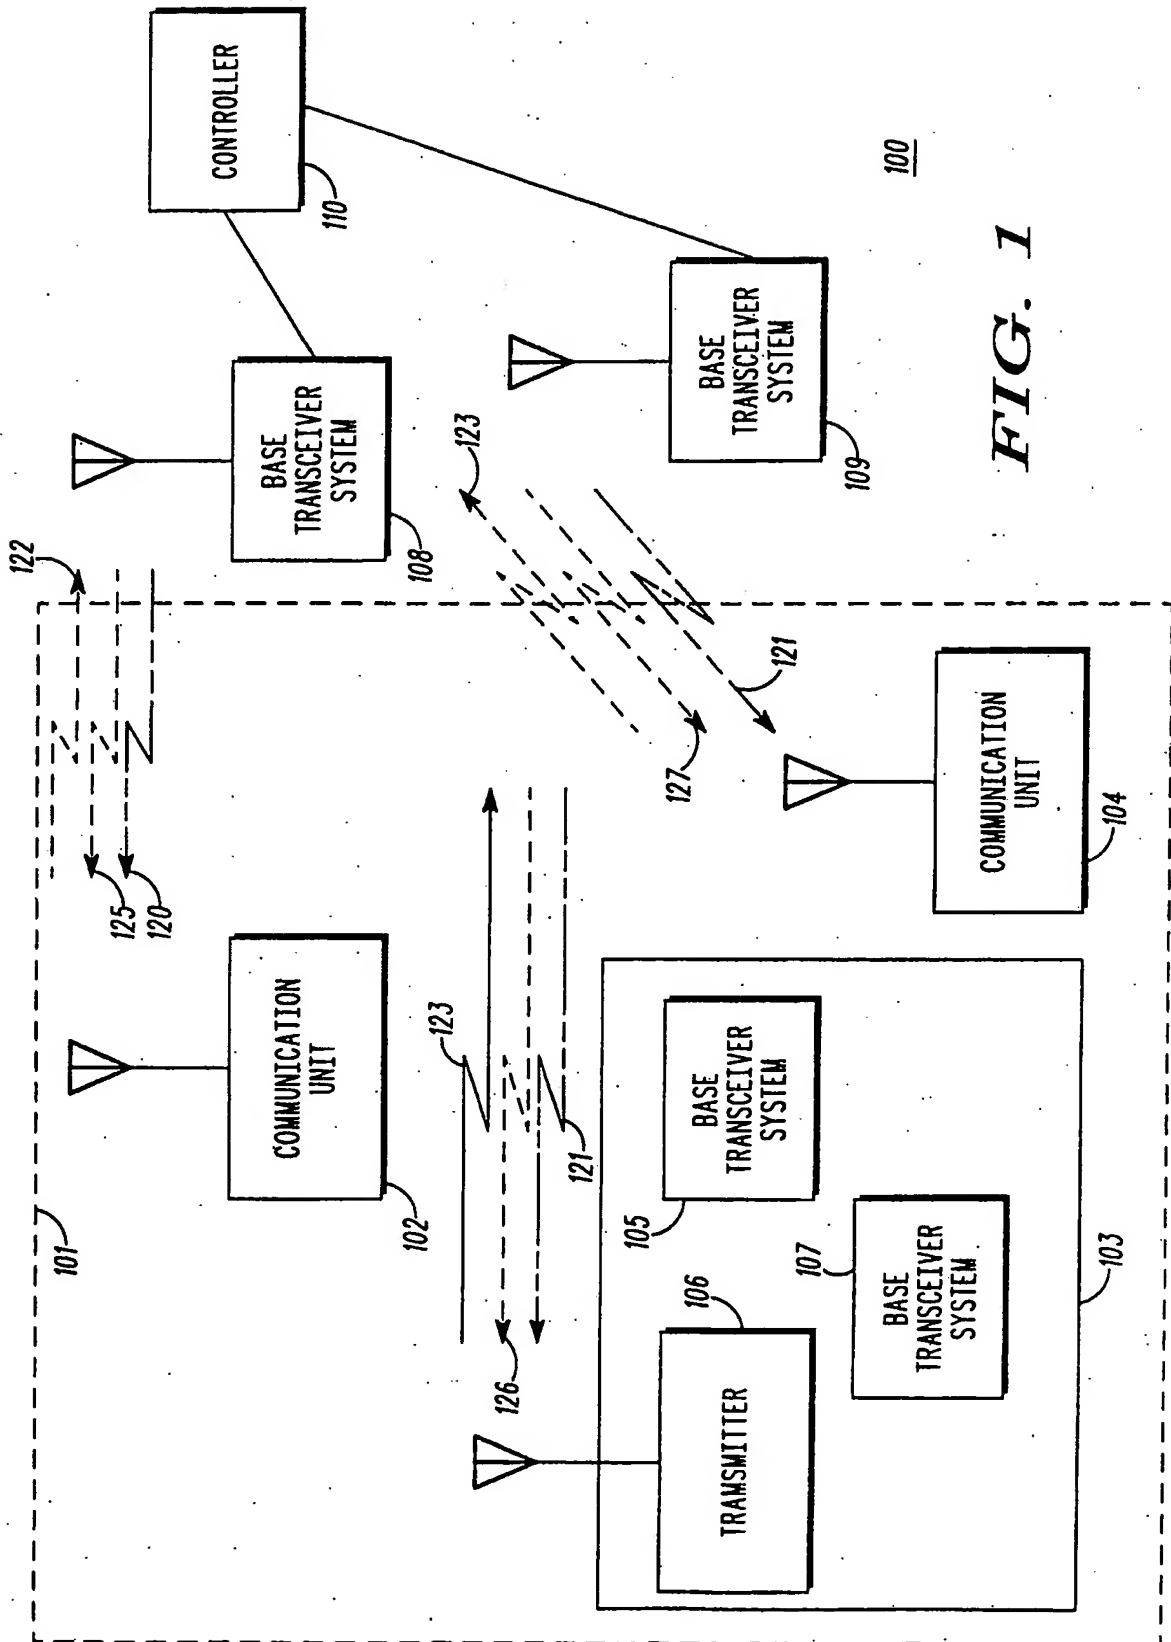 CONTROLLER
110
BASE
TRANSCEIVER
SYSTEM
108
BASE
TRANSCEIVER
SYSTEM
109
100
FIG. 1
122
125
120
123
127
121
101
COMMUNICATION
UNIT
102
123
126
121
COMMUNICATION
UNIT
104
BASE
TRANSCEIVER
SYSTEM
105
TRAMSMITTER
106
BASE
TRANSCEIVER
SYSTEM
107
103